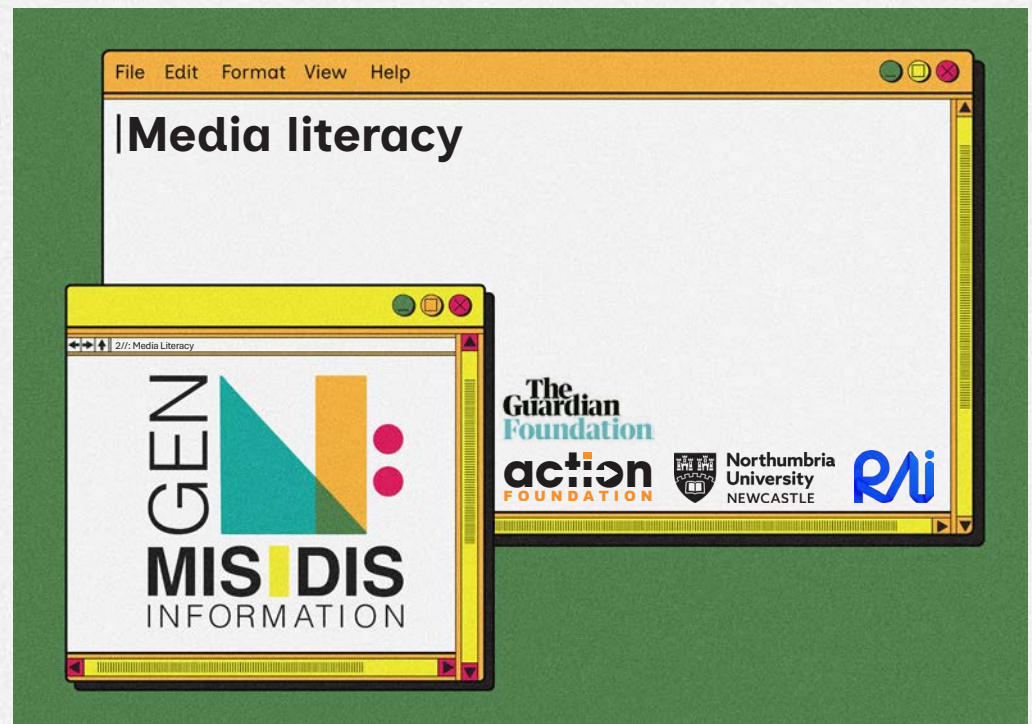 File Edit Format View Help
Media literacy
2//: Media Literacy
GEN
MIS DIS
INFORMATION
The
Guardian
Foundation
action
FOUNDATION
Northumbria
University
NEWCASTLE
RAi